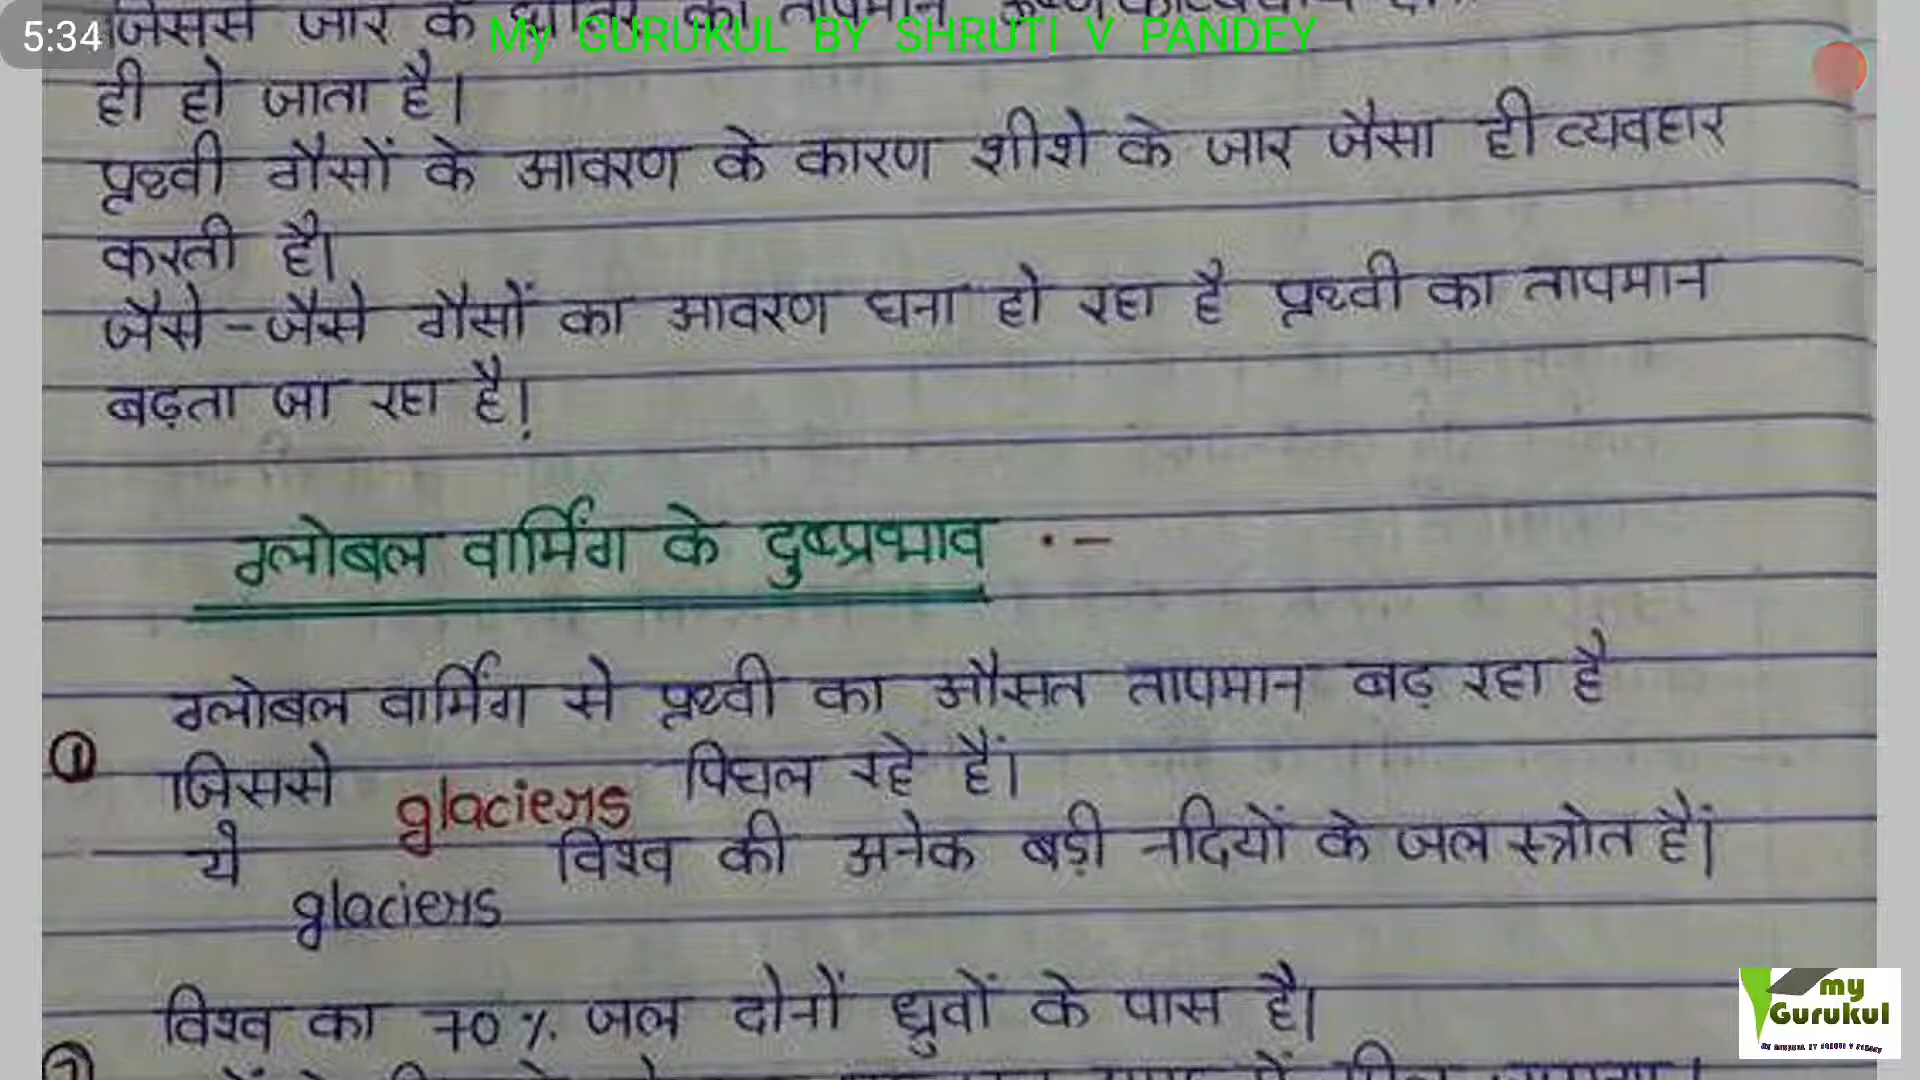 5:34
My GURUKUL BY SHRUTI V PANDEY
जिससे जार के का तापमान
ही हो जाता है।
पृथ्वी गैसों के आवरण के कारण शीशे के जार जैसा ही व्यवहार
करती है।
जैसे-जैसे गैसों का आवरण घना हो रहा है पृथ्वी का तापमान
बढ़ता जा रहा है।
ग्लोबल वार्मिंग के दुष्प्रभाव :-
ग्लोबल वार्मिंग से पृथ्वी का औसत तापमान बढ़ रहा है
① जिससे glaciers पिघल रहे हैं।
ये glaciers विश्व की अनेक बड़ी नदियों के जल स्त्रोत हैं।
विश्व का 70% जल दोनों ध्रुवों के पास है।
my
Gurukul